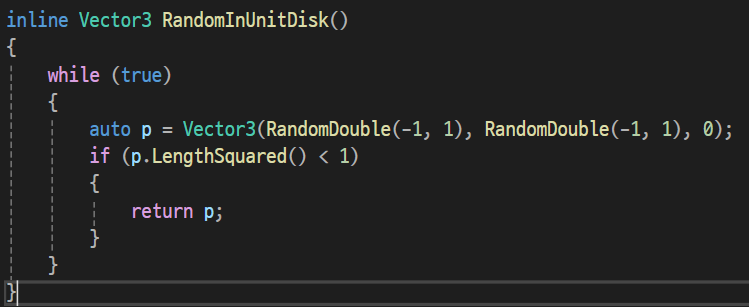 inline Vector3 RandomInUnitDisk()
{
    while (true)
    {
        auto p = Vector3(RandomDouble(-1, 1), RandomDouble(-1, 1), 0);
        if (p.LengthSquared() < 1)
        {
            return p;
        }
    }
}